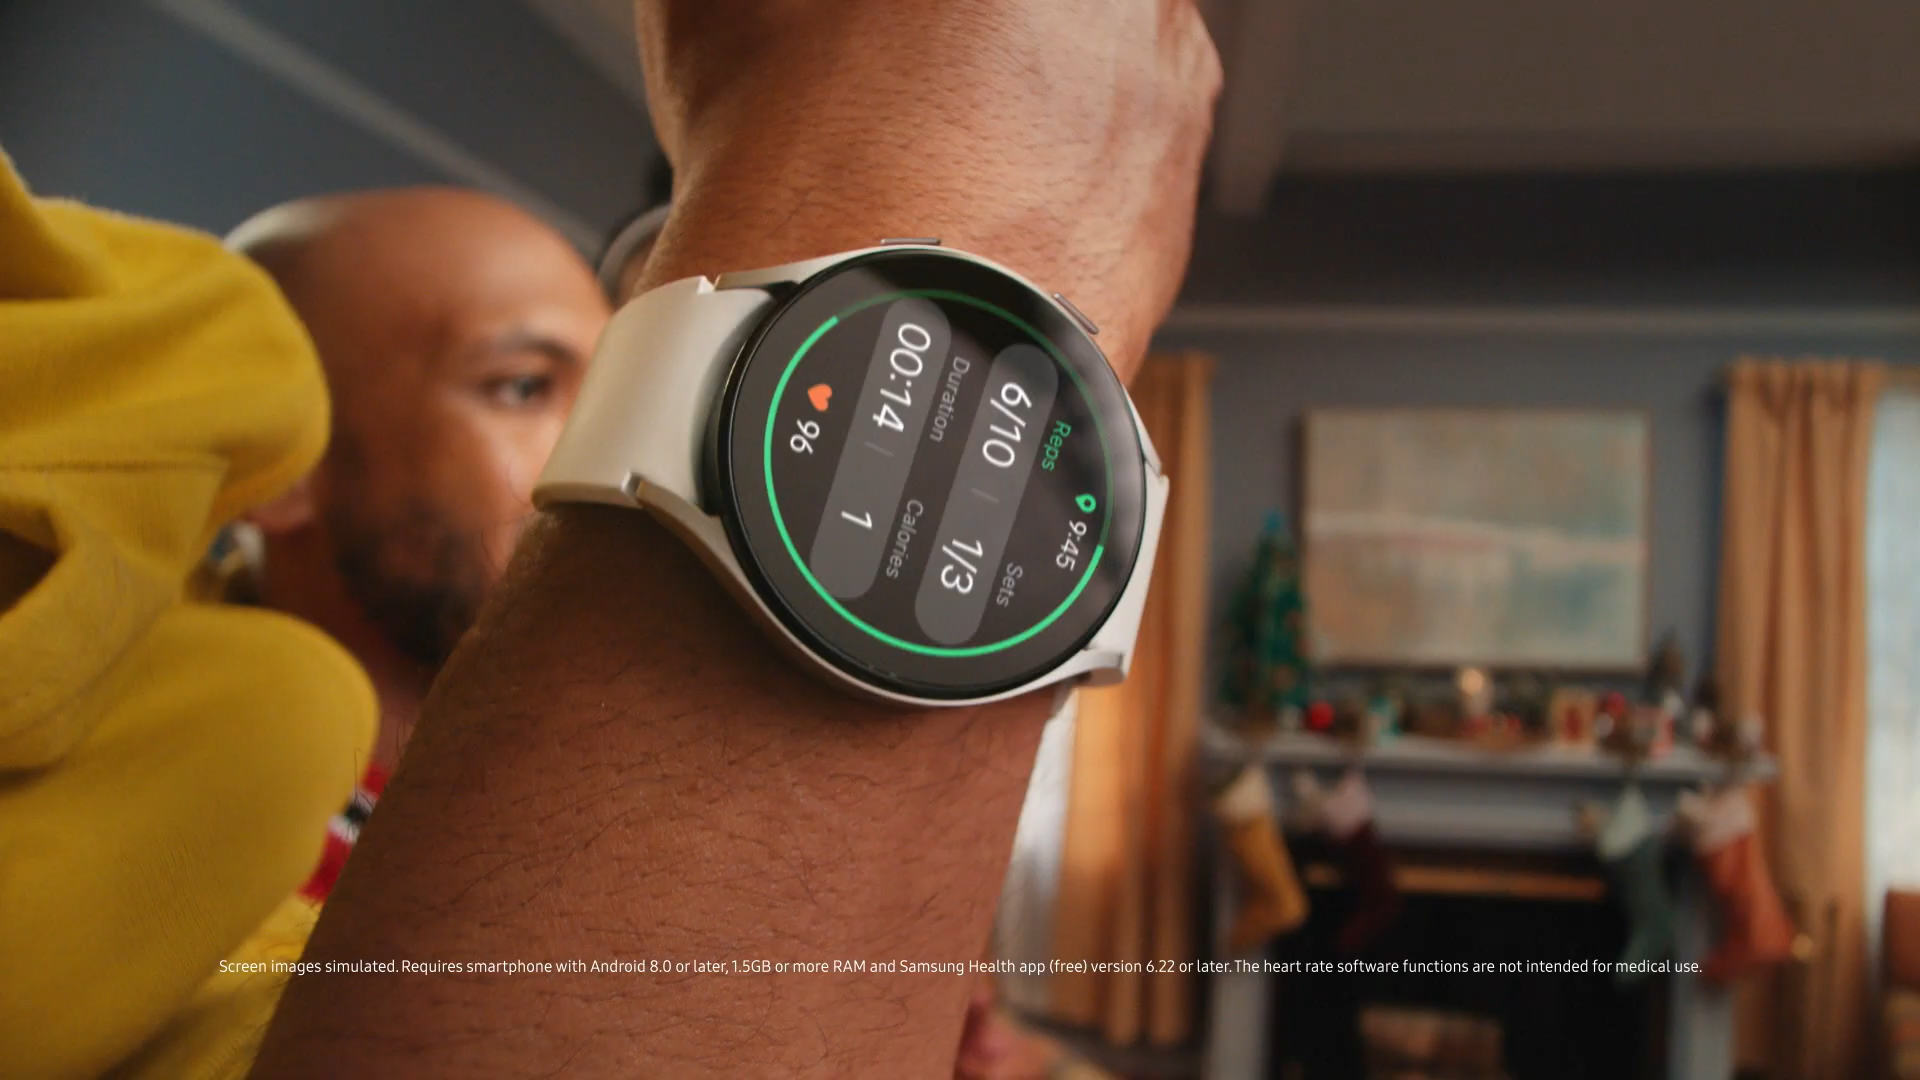 9:45
Reps Sets
6/10 | 1/3
Duration Calories
00:14 | 1
96
Screen images simulated. Requires smartphone with Android 8.0 or later, 1.5GB or more RAM and Samsung Health app (free) version 6.22 or later. The heart rate software functions are not intended for medical use.